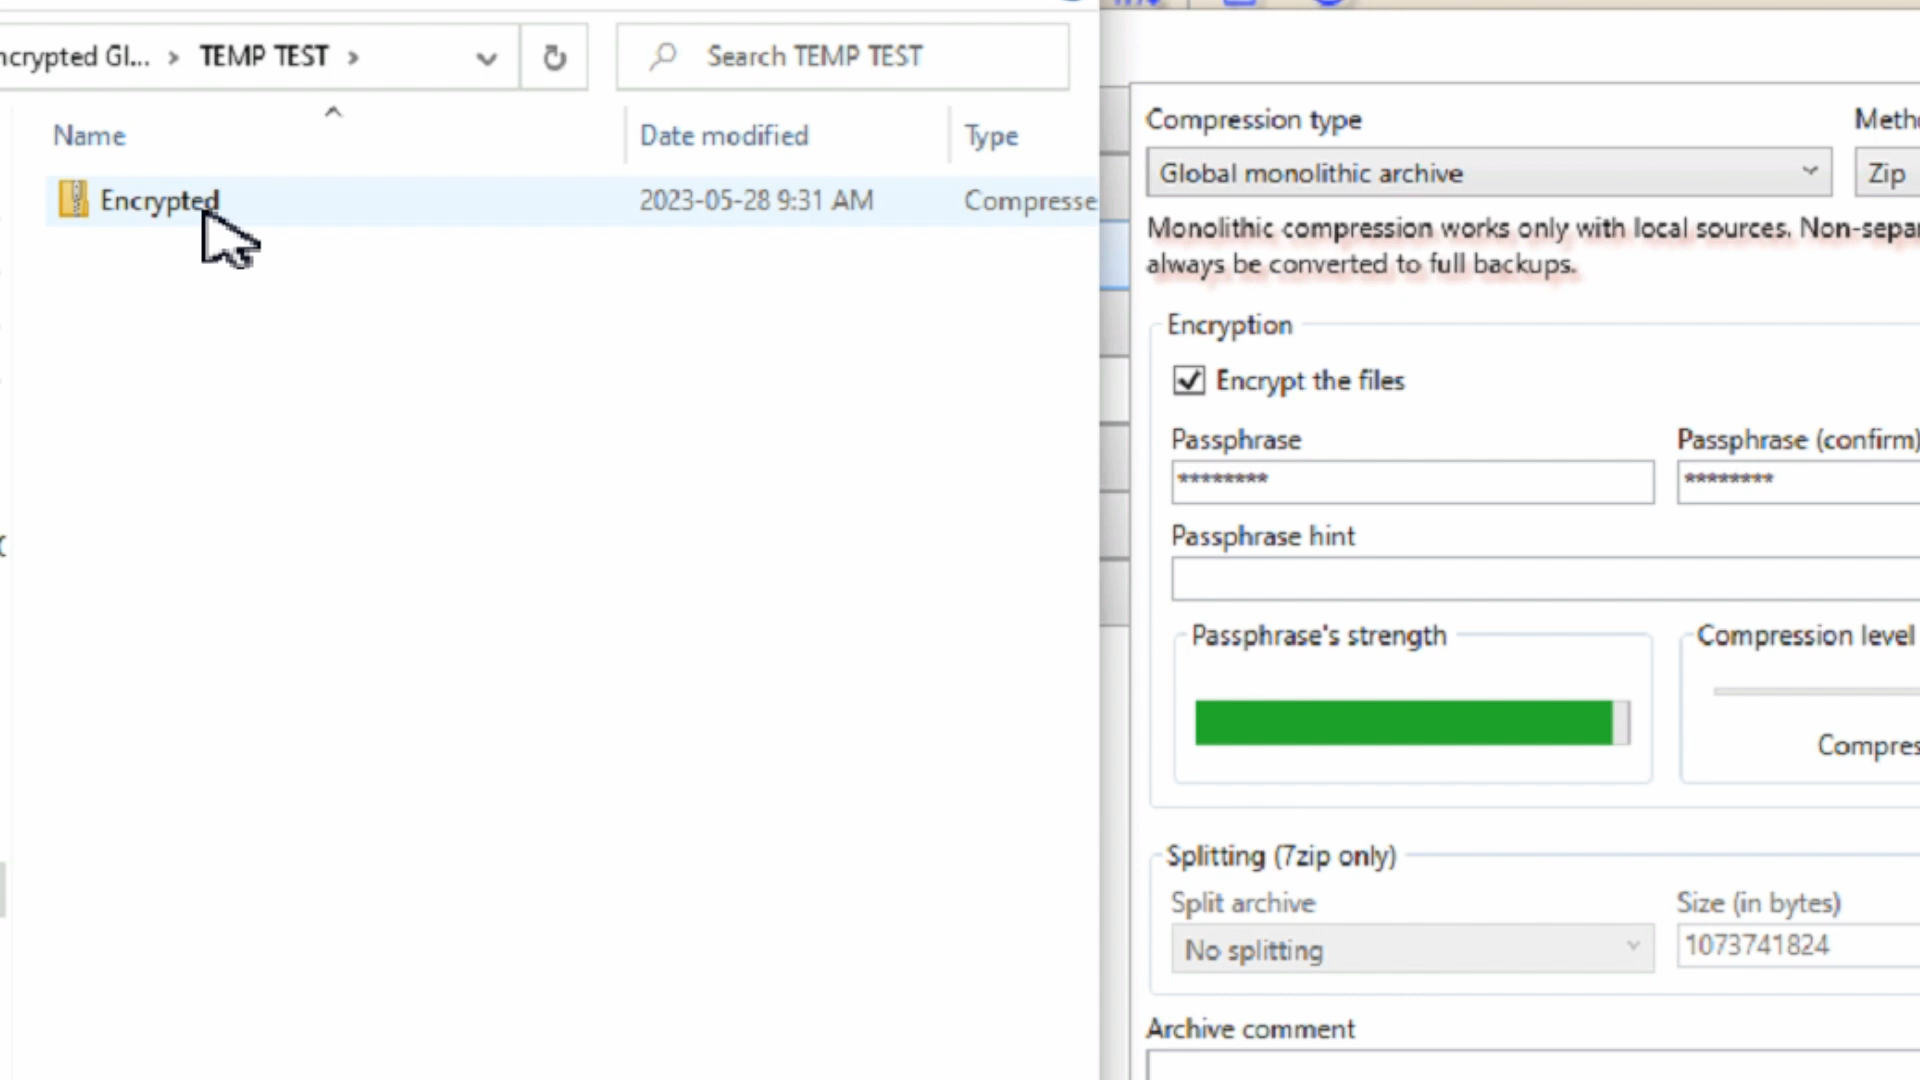 ncrypted Gl... > TEMP TEST >
Search TEMP TEST
Name
Date modified
Type
Encrypted
2023-05-28 9:31 AM
Compresse
Compression type
Metho
Global monolithic archive
Zip
Monolithic compression works only with local sources. Non-separ
always be converted to full backups.
Encryption
Encrypt the files
Passphrase
Passphrase (confirm)
********
********
Passphrase hint
Passphrase's strength
Compression level
Compres
Splitting (7zip only)
Split archive
Size (in bytes)
No splitting
1073741824
Archive comment